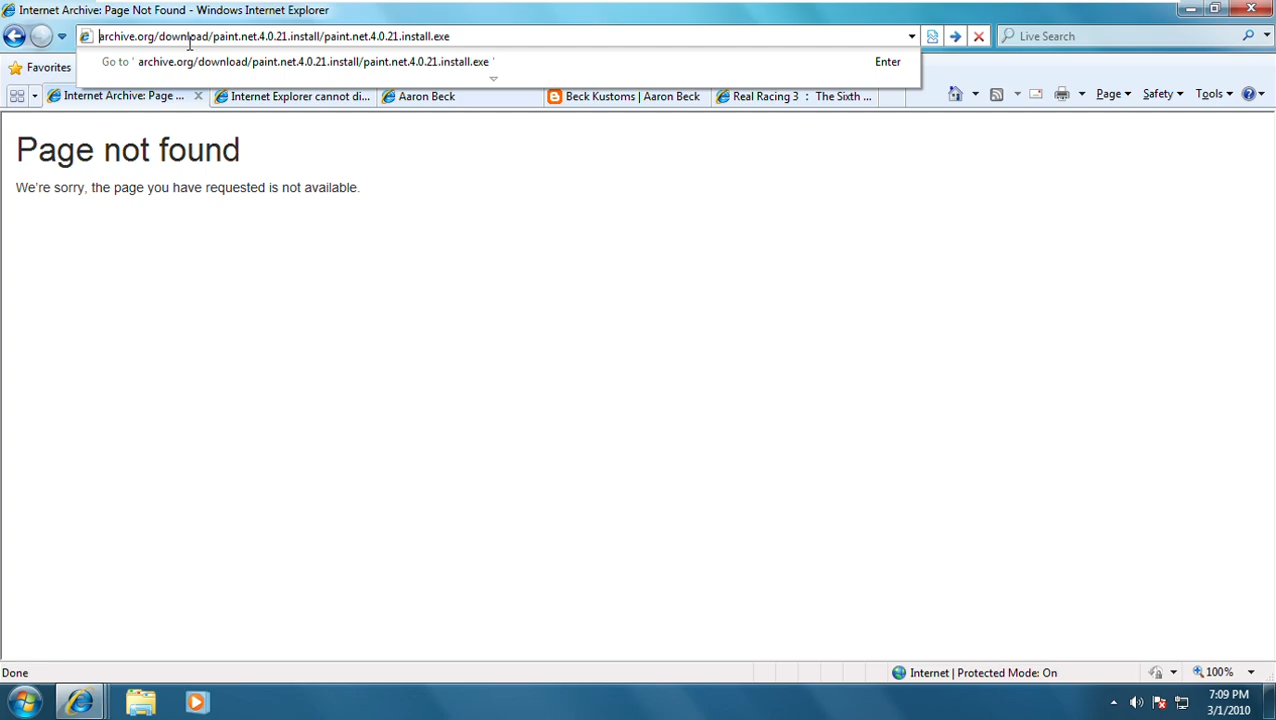 Internet Archive: Page Not Found - Windows Internet Explorer
archive.org/download/paint.net.4.0.21.install/paint.net.4.0.21.install.exe
Live Search
Go to ' archive.org/download/paint.net.4.0.21.install/paint.net.4.0.21.install.exe ' Enter
Favorites
Internet Archive: Page ... Internet Explorer cannot di... Aaron Beck Beck Kustoms | Aaron Beck Real Racing 3 : The Sixth ... Page Safety Tools
Page not found
We're sorry, the page you have requested is not available.
Done Internet | Protected Mode: On 100%
7:09 PM
3/1/2010